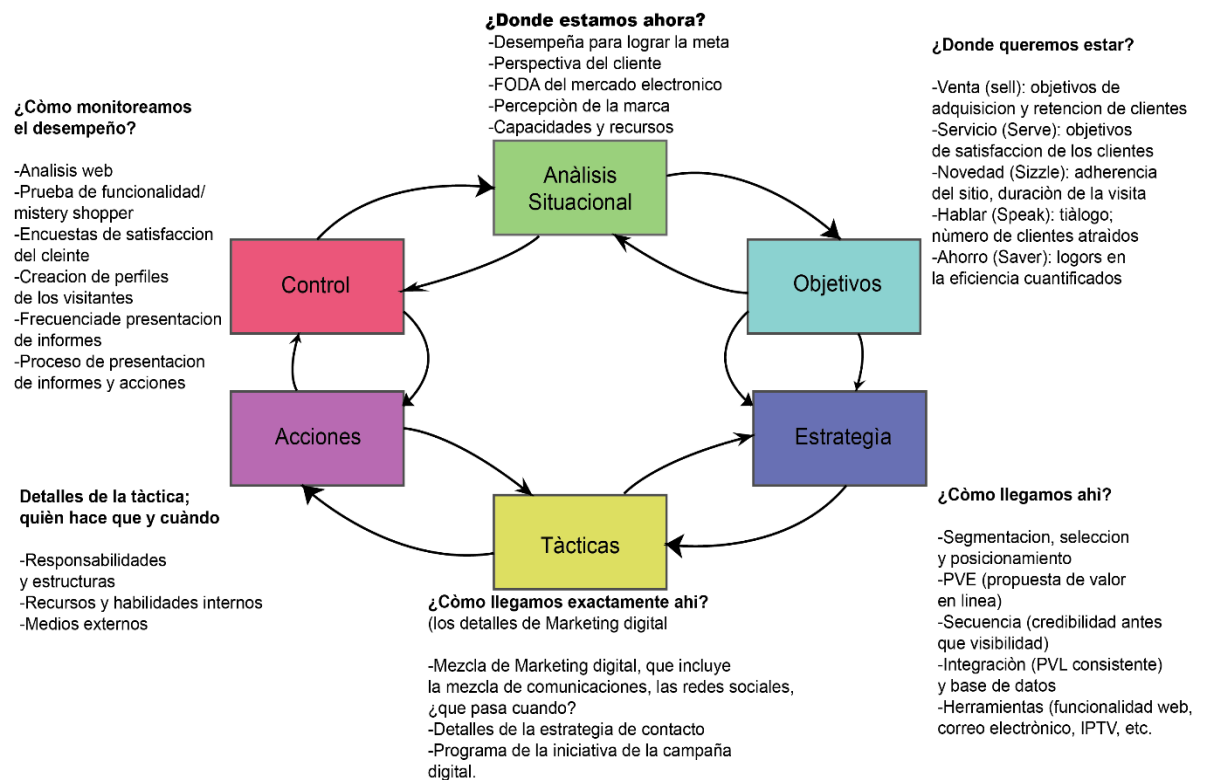 ¿Donde estamos ahora?
-Desempeña para lograr la meta
-Perspectiva del cliente
-FODA del mercado electronico
-Percepciòn de la marca
-Capacidades y recursos
Anàlisis
Situacional
¿Donde queremos estar?
-Venta (sell): objetivos de
adquisicion y retencion de clientes
-Servicio (Serve): objetivos
de satisfaccion de los clientes
-Novedad (Sizzle): adherencia
del sitio, duraciòn de la visita
-Hablar (Speak): tiàlogo;
nùmero de clientes atraìdos
-Ahorro (Saver): logors en
la eficiencia cuantificados
Objetivos
Estrategìa
¿Còmo llegamos ahì?
-Segmentacion, seleccion
y posicionamiento
-PVE (propuesta de valor
en linea)
-Secuencia (credibilidad antes
que visibilidad)
-Integraciòn (PVL consistente)
y base de datos
-Herramientas (funcionalidad web,
correo electrònico, IPTV, etc.
Tàcticas
¿Còmo llegamos exactamente ahi?
(los detalles de Marketing digital
-Mezcla de Marketing digital, que incluye
la mezcla de comunicaciones, las redes sociales,
¿que pasa cuando?
-Detalles de la estrategia de contacto
-Programa de la iniciativa de la campaña
digital.
Acciones
Detalles de la tàctica;
quièn hace que y cuàndo
-Responsabilidades
y estructuras
-Recursos y habilidades internos
-Medios externos
Control
¿Còmo monitoreamos
el desempeño?
-Analisis web
-Prueba de funcionalidad/
mistery shopper
-Encuestas de satisfaccion
del cleinte
-Creacion de perfiles
de los visitantes
-Frecuenciade presentacion
de informes
-Proceso de presentacion
de informes y acciones